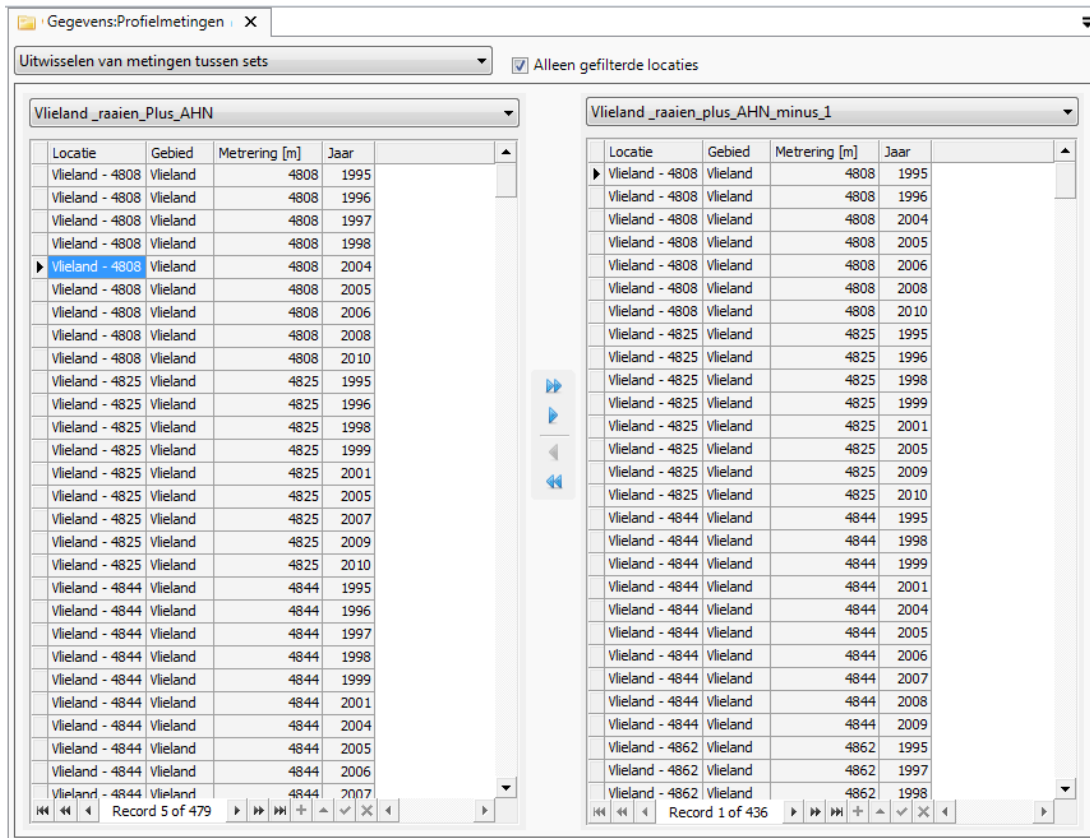 Gegevens:Profielmetingen
Uitwisselen van metingen tussen sets
Alleen gefilterde locaties
Vlieland _raaien_Plus_AHN
Locatie Gebied Metrering [m] Jaar
Vlieland - 4808 Vlieland 4808 1995
Vlieland - 4808 Vlieland 4808 1996
Vlieland - 4808 Vlieland 4808 1997
Vlieland - 4808 Vlieland 4808 1998
Vlieland - 4808 Vlieland 4808 2004
Vlieland - 4808 Vlieland 4808 2005
Vlieland - 4808 Vlieland 4808 2006
Vlieland - 4808 Vlieland 4808 2008
Vlieland - 4808 Vlieland 4808 2010
Vlieland - 4825 Vlieland 4825 1995
Vlieland - 4825 Vlieland 4825 1996
Vlieland - 4825 Vlieland 4825 1998
Vlieland - 4825 Vlieland 4825 1999
Vlieland - 4825 Vlieland 4825 2001
Vlieland - 4825 Vlieland 4825 2005
Vlieland - 4825 Vlieland 4825 2007
Vlieland - 4825 Vlieland 4825 2009
Vlieland - 4825 Vlieland 4825 2010
Vlieland - 4844 Vlieland 4844 1995
Vlieland - 4844 Vlieland 4844 1996
Vlieland - 4844 Vlieland 4844 1997
Vlieland - 4844 Vlieland 4844 1998
Vlieland - 4844 Vlieland 4844 1999
Vlieland - 4844 Vlieland 4844 2001
Vlieland - 4844 Vlieland 4844 2004
Vlieland - 4844 Vlieland 4844 2005
Vlieland - 4844 Vlieland 4844 2006
Vlieland - 4844 Vlieland 4844 2007
Record 5 of 479
Vlieland _raaien_plus_AHN_minus_1
Locatie Gebied Metrering [m] Jaar
Vlieland - 4808 Vlieland 4808 1995
Vlieland - 4808 Vlieland 4808 1996
Vlieland - 4808 Vlieland 4808 2004
Vlieland - 4808 Vlieland 4808 2005
Vlieland - 4808 Vlieland 4808 2006
Vlieland - 4808 Vlieland 4808 2008
Vlieland - 4808 Vlieland 4808 2010
Vlieland - 4825 Vlieland 4825 1995
Vlieland - 4825 Vlieland 4825 1996
Vlieland - 4825 Vlieland 4825 1998
Vlieland - 4825 Vlieland 4825 1999
Vlieland - 4825 Vlieland 4825 2001
Vlieland - 4825 Vlieland 4825 2005
Vlieland - 4825 Vlieland 4825 2009
Vlieland - 4825 Vlieland 4825 2010
Vlieland - 4844 Vlieland 4844 1995
Vlieland - 4844 Vlieland 4844 1998
Vlieland - 4844 Vlieland 4844 1999
Vlieland - 4844 Vlieland 4844 2001
Vlieland - 4844 Vlieland 4844 2004
Vlieland - 4844 Vlieland 4844 2005
Vlieland - 4844 Vlieland 4844 2006
Vlieland - 4844 Vlieland 4844 2007
Vlieland - 4844 Vlieland 4844 2008
Vlieland - 4844 Vlieland 4844 2009
Vlieland - 4862 Vlieland 4862 1995
Vlieland - 4862 Vlieland 4862 1997
Vlieland - 4862 Vlieland 4862 1998
Record 1 of 436